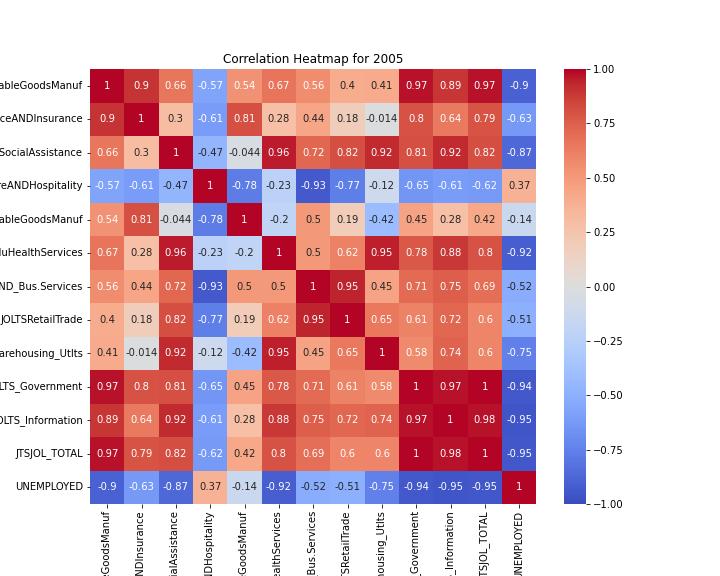 Correlation Heatmap for 2005
ableGoodsManuf 1 0.9 0.66 -0.57 0.54 0.67 0.56 0.4 0.41 0.97 0.89 0.97 -0.9
ceANDInsurance 0.9 1 0.3 -0.61 0.81 0.28 0.44 0.18 -0.014 0.8 0.64 0.79 -0.63
SocialAssistance 0.66 0.3 1 -0.47 -0.044 0.96 0.72 0.82 0.92 0.81 0.92 0.82 -0.87
eANDHospitality -0.57 -0.61 -0.47 1 -0.78 -0.23 -0.93 -0.77 -0.12 -0.65 -0.61 -0.62 0.37
ableGoodsManuf 0.54 0.81 -0.044 -0.78 1 -0.2 0.5 0.19 -0.42 0.45 0.28 0.42 -0.14
uHealthServices 0.67 0.28 0.96 -0.23 -0.2 1 0.5 0.62 0.95 0.78 0.88 0.8 -0.92
ND_Bus.Services 0.56 0.44 0.72 -0.93 0.5 0.5 1 0.95 0.45 0.71 0.75 0.69 -0.52
JOLTSRetailTrade 0.4 0.18 0.82 -0.77 0.19 0.62 0.95 1 0.65 0.61 0.72 0.6 -0.51
arehousing_Utlts 0.41 -0.014 0.92 -0.12 -0.42 0.95 0.45 0.65 1 0.58 0.74 0.6 -0.75
LTS_Government 0.97 0.8 0.81 -0.65 0.45 0.78 0.71 0.61 0.58 1 0.97 1 -0.94
OLTS_Information 0.89 0.64 0.92 -0.61 0.28 0.88 0.75 0.72 0.74 0.97 1 0.98 -0.95
JTSJOL_TOTAL 0.97 0.79 0.82 -0.62 0.42 0.8 0.69 0.6 0.6 1 0.98 1 -0.95
UNEMPLOYED -0.9 -0.63 -0.87 0.37 -0.14 -0.92 -0.52 -0.51 -0.75 -0.94 -0.95 -0.95 1
eGoodsManuf
NDInsurance
cialAssistance
NDHospitality
eGoodsManuf
ealthServices
_Bus.Services
TSRetailTrade
housing_Utlts
_Government
_Information
TSJOL_TOTAL
UNEMPLOYED
1.00
0.75
0.50
0.25
0.00
−0.25
−0.50
−0.75
−1.00